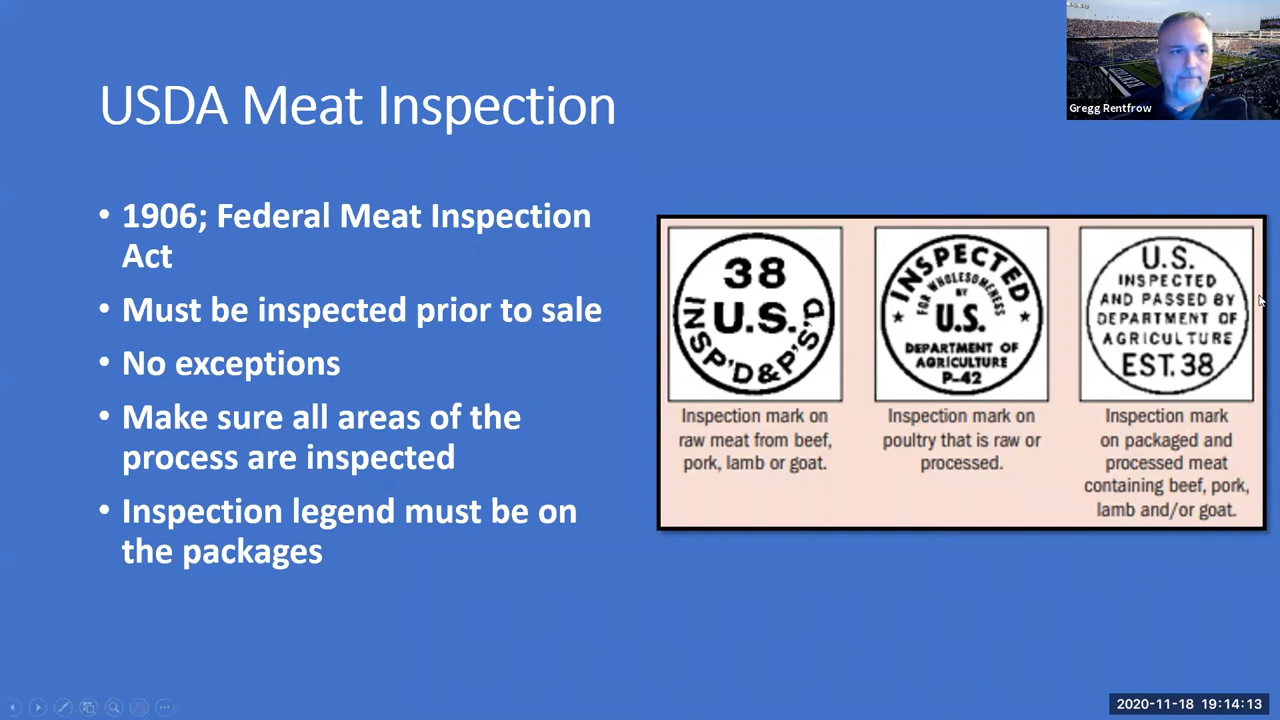 USDA Meat Inspection
• 1906; Federal Meat Inspection
Act
• Must be inspected prior to sale
• No exceptions
• Make sure all areas of the
process are inspected
• Inspection legend must be on
the packages
38
U.S.
INSP'D&P'S'D
Inspection mark on
raw meat from beef,
pork, lamb or goat.
INSPECTED
FOR WHOLESOMENESS
BY
U.S.
DEPARTMENT OF
AGRICULTURE
P-42
Inspection mark on
poultry that is raw or
processed.
U.S.
INSPECTED
AND PASSED BY
DEPARTMENT OF
AGRICULTURE
EST. 38
Inspection mark
on packaged and
processed meat
containing beef, pork,
lamb and/or goat.
Gregg Rentfrow
2020-11-18 19:14:13